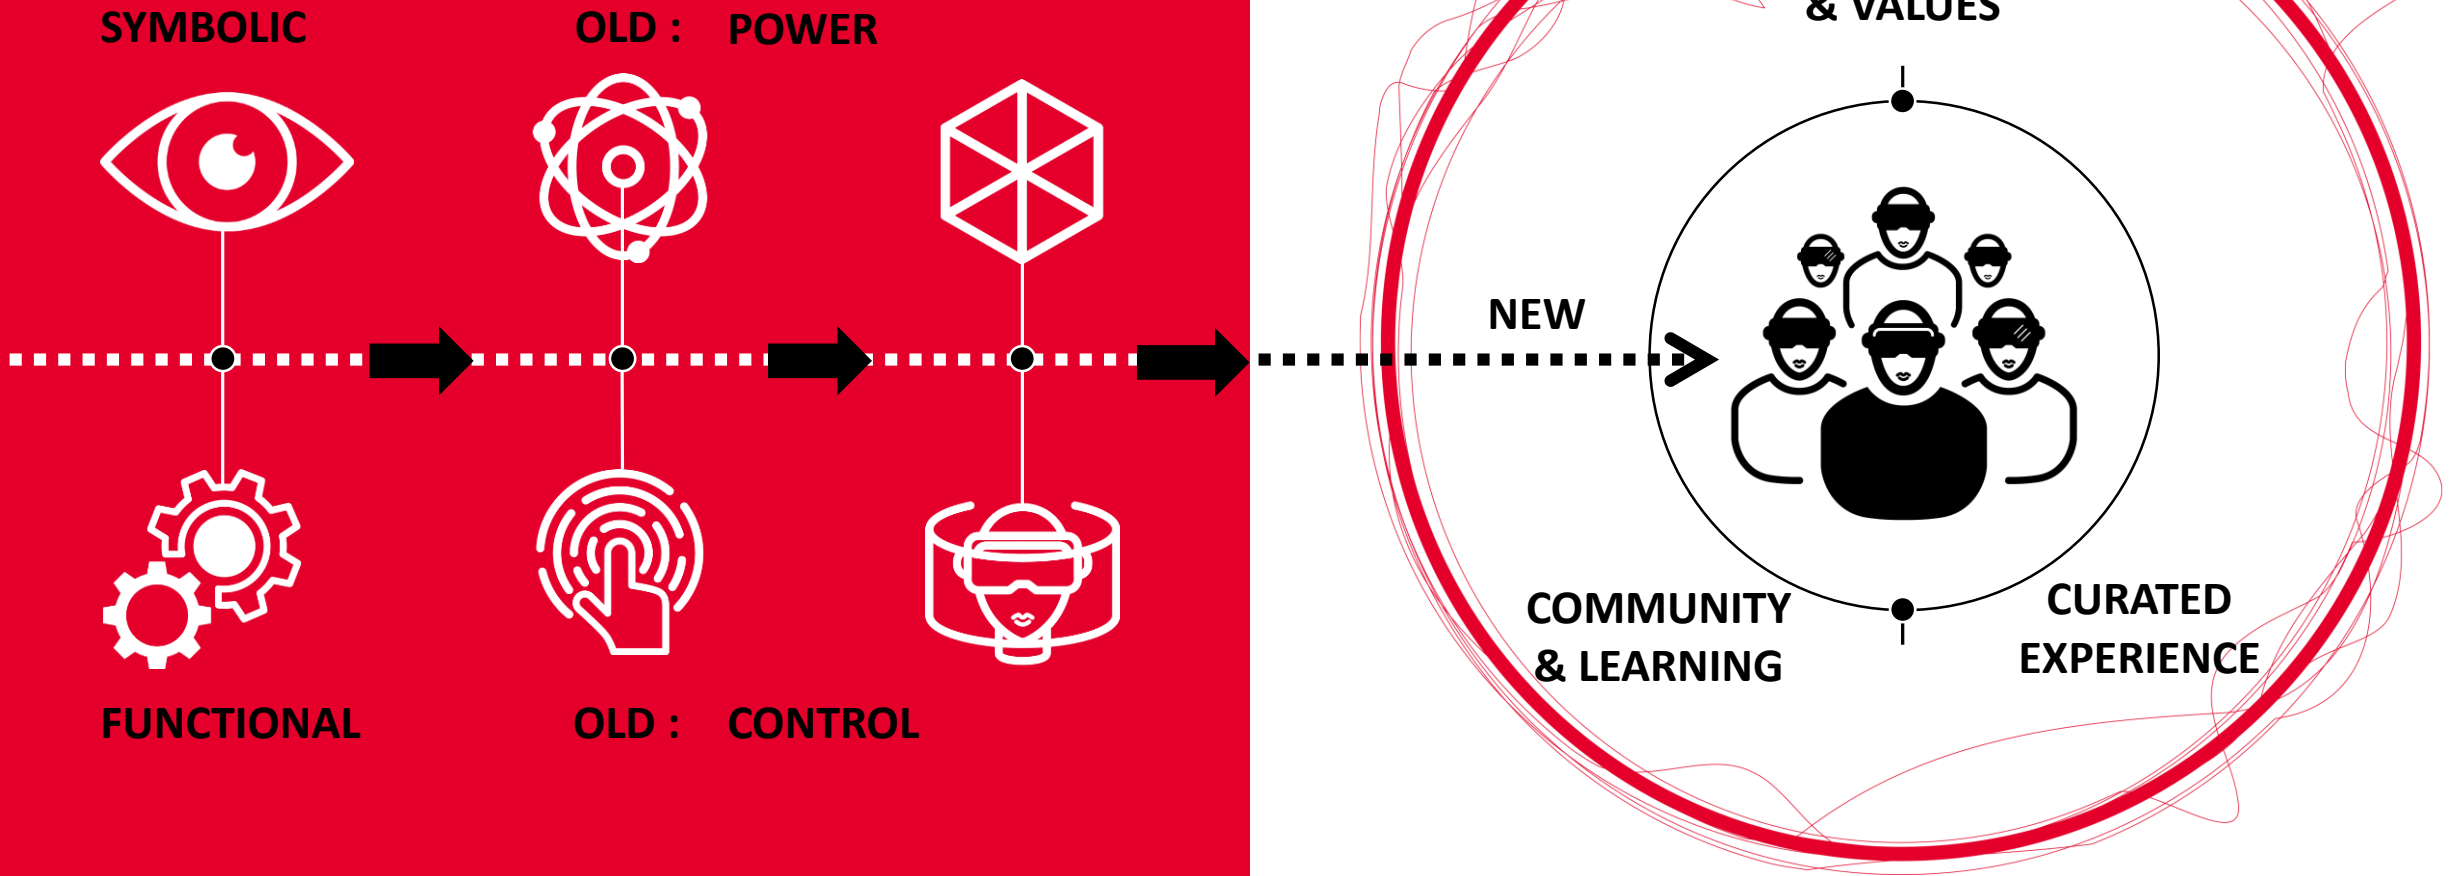 SYMBOLIC
OLD : POWER
& VALUES
NEW
COMMUNITY
& LEARNING
CURATED
EXPERIENCE
FUNCTIONAL
OLD : CONTROL